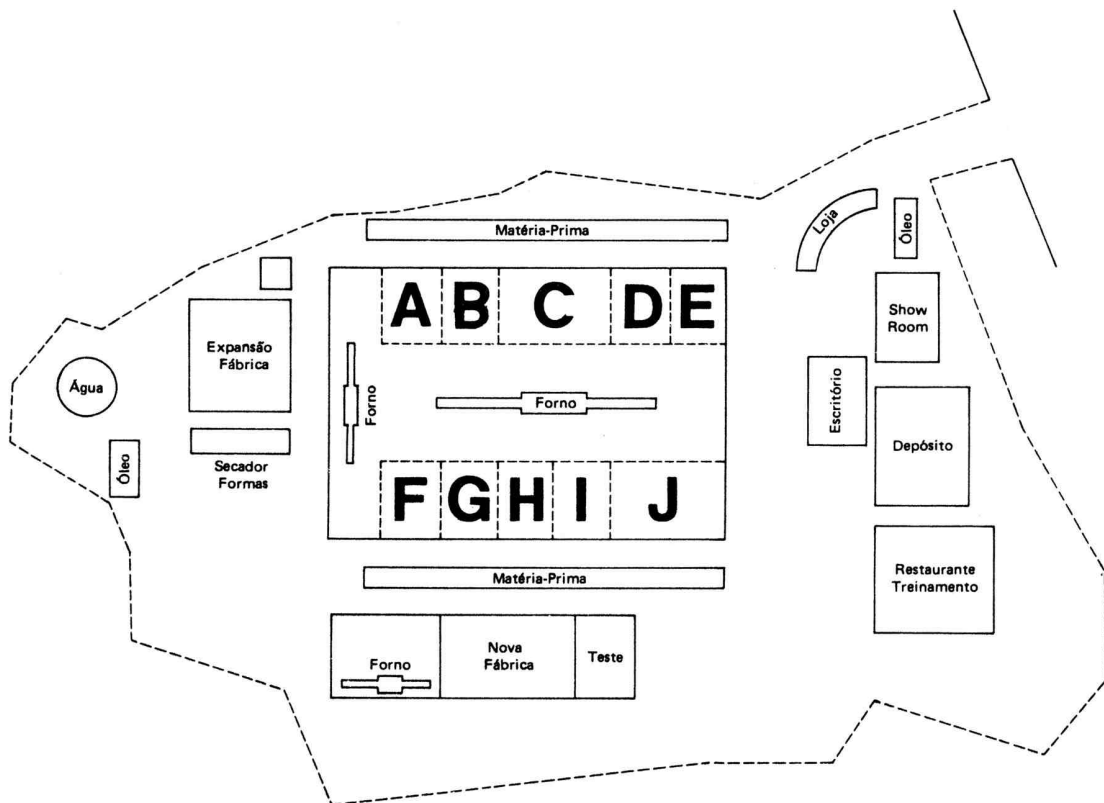 Matéria-Prima
Loja
Óleo
A B C D E
Show
Room
Expansão
Fábrica
Água
Forno
Forno
Escritório
Depósito
Óleo
Secador
Formas
F G H I J
Matéria-Prima
Restaurante
Treinamento
Forno
Nova
Fábrica
Teste